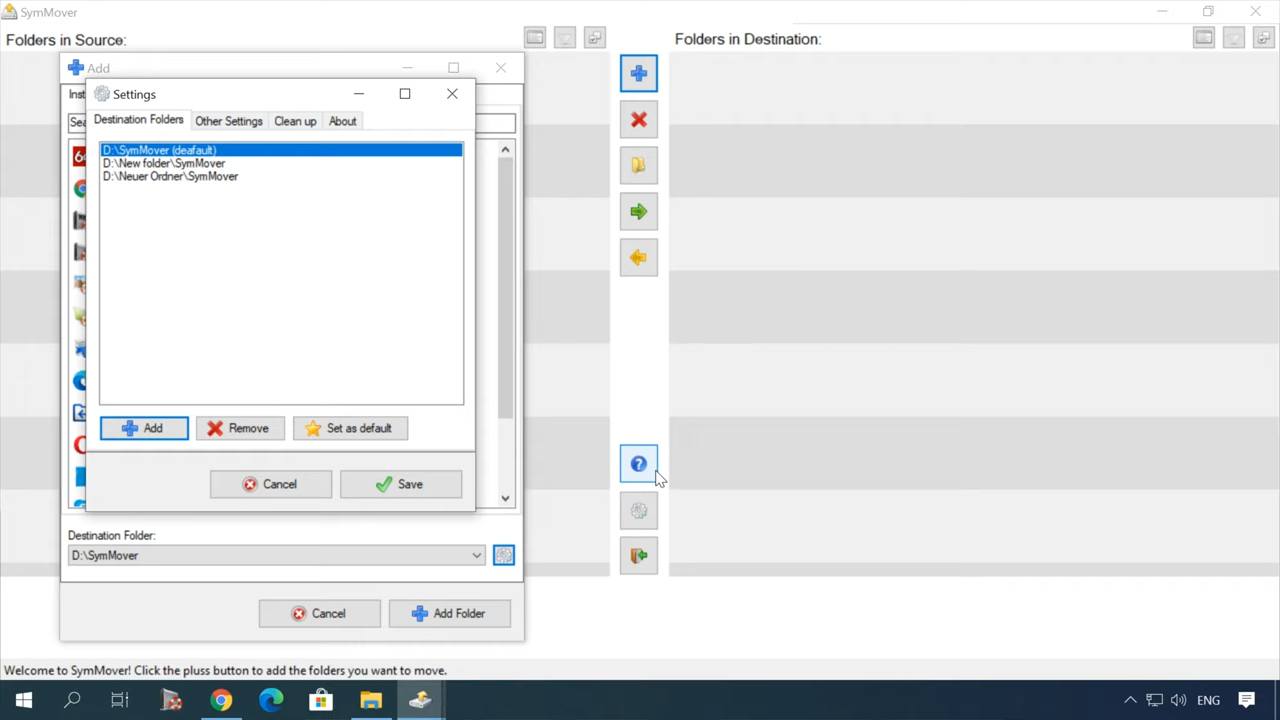 SymMover
Folders in Source:
Folders in Destination:
Add
Inst
Sea
Settings
Destination Folders
Other Settings
Clean up
About
D:\SymMover (deafault)
D:\New folder\SymMover
D:\Neuer Ordner\SymMover
Add
Remove
Set as default
Cancel
Save
Destination Folder:
D:\SymMover
Cancel
Add Folder
Welcome to SymMover! Click the pluss button to add the folders you want to move.
ENG